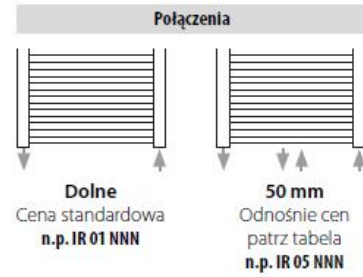 Połączenia
Dolne
Cena standardowa
n.p. IR 01 NNN
50 mm
Odnośnie cen
patrz tabela
n.p. IR 05 NNN